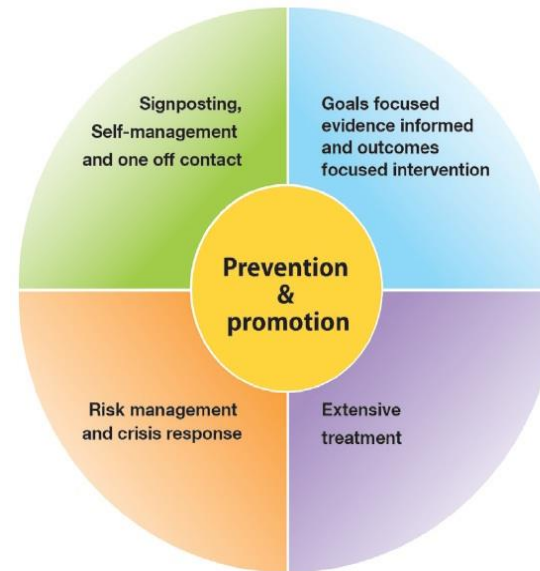 Signposting,
Self-management
and one off contact
Goals focused
evidence informed
and outcomes
focused intervention
Prevention
&
promotion
Risk management
and crisis response
Extensive
treatment